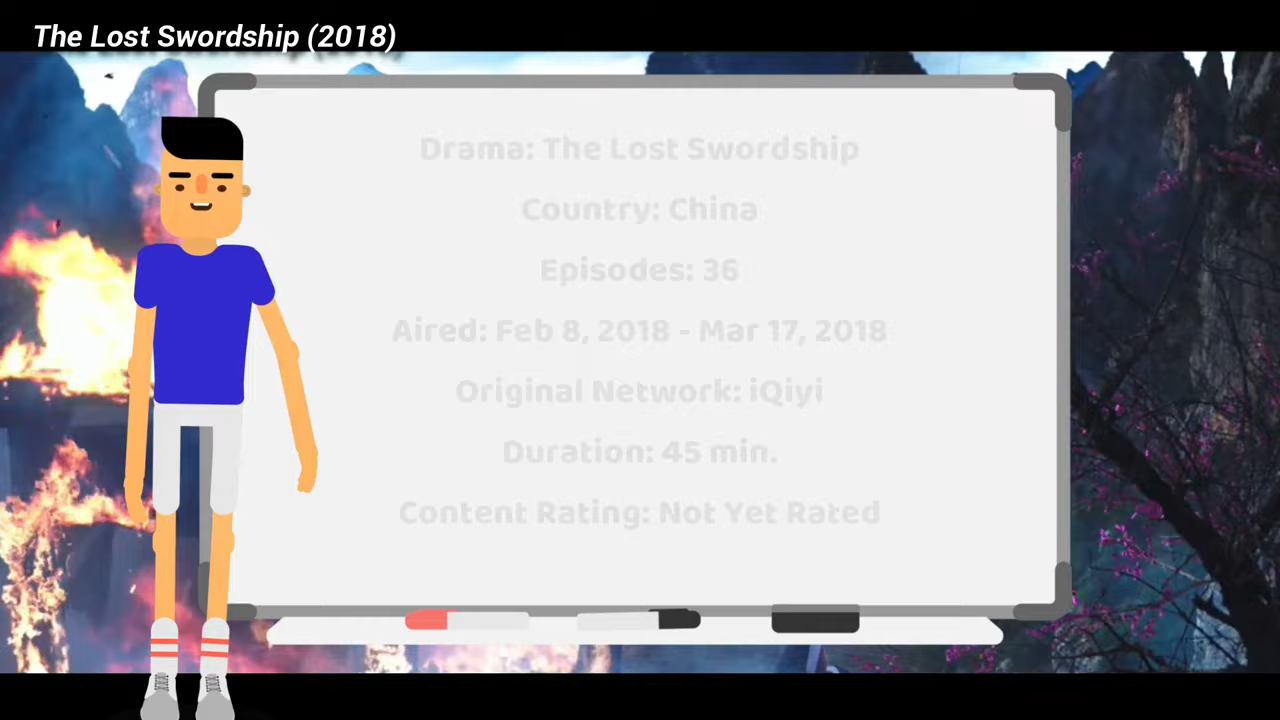 The Lost Swordship (2018)
Drama: The Lost Swordship
Country: China
Episodes: 36
Aired: Feb 8, 2018 - Mar 17, 2018
Original Network: iQiyi
Duration: 45 min.
Content Rating: Not Yet Rated